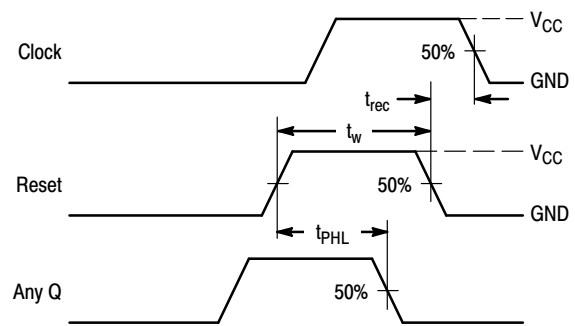 V_CC
Clock
50%
GND
t_rec
t_w
V_CC
Reset
50%
GND
t_PHL
Any Q
50%